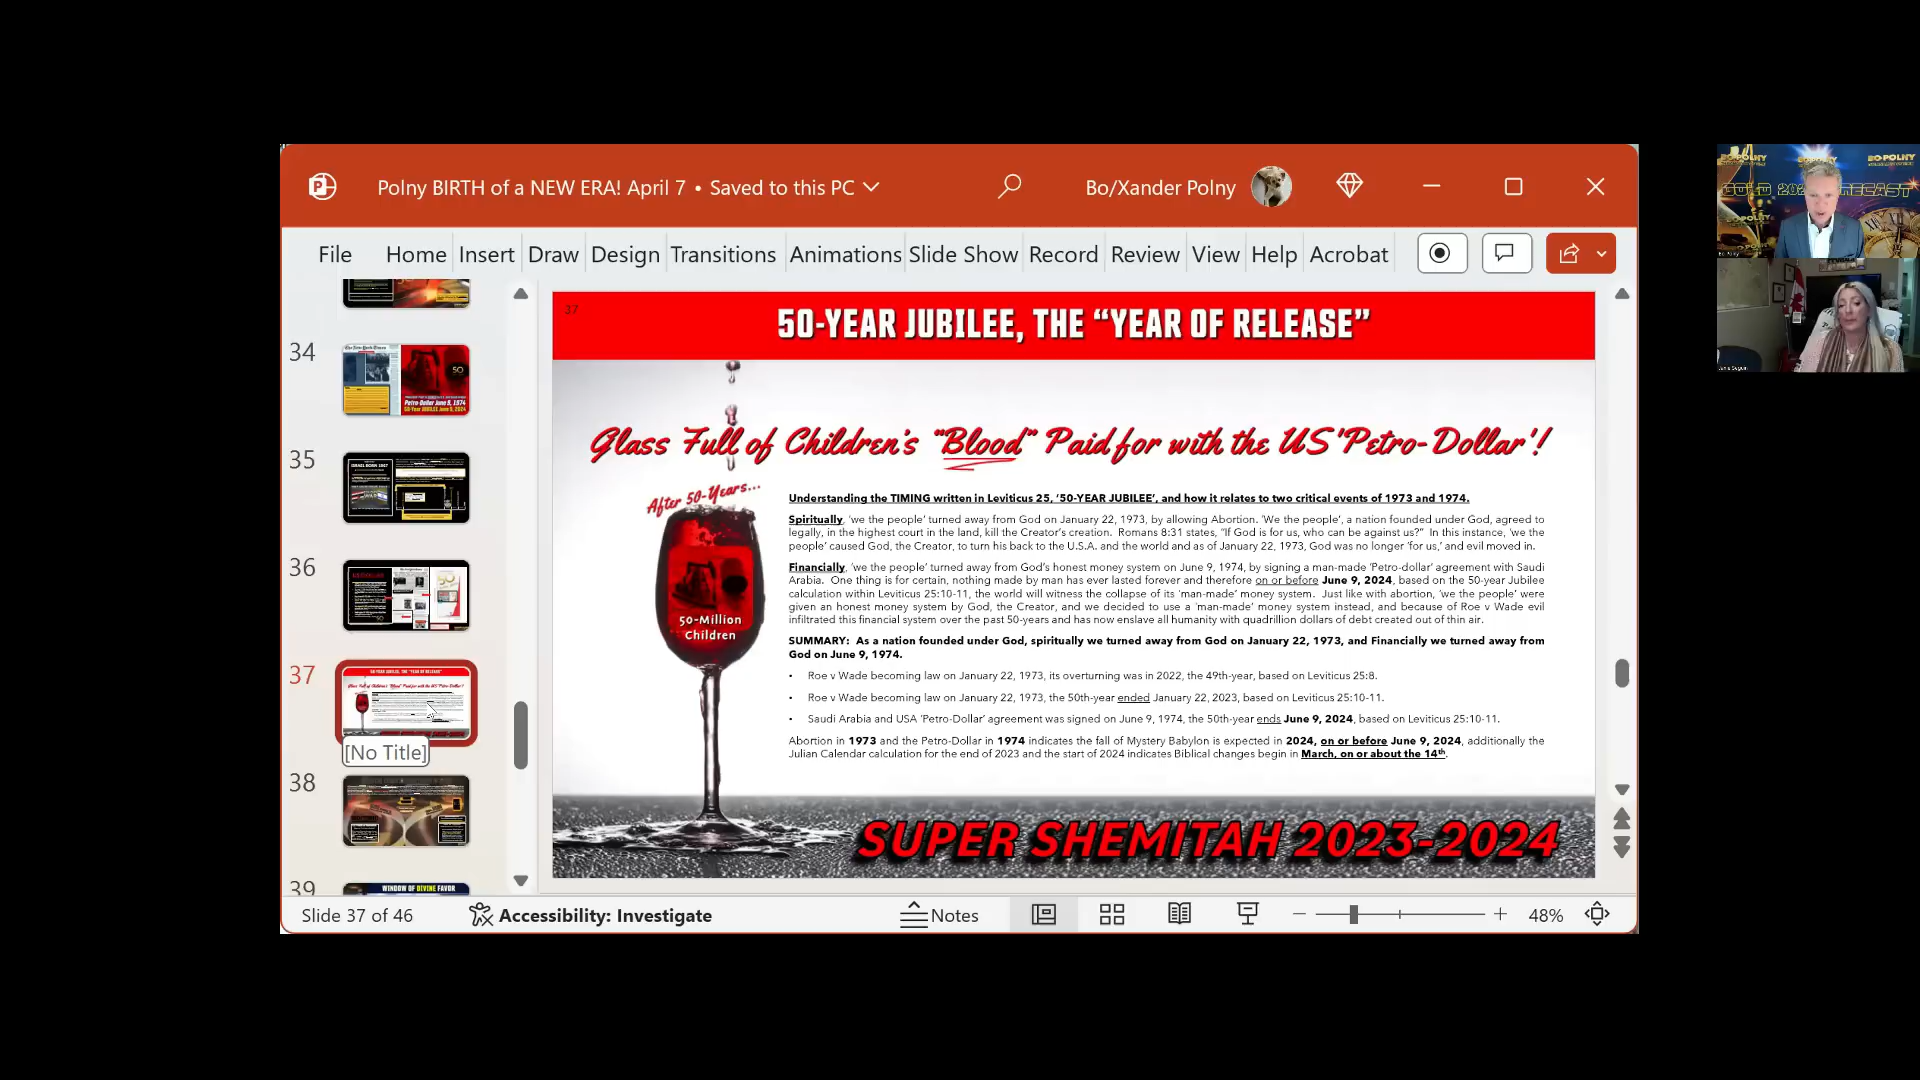 Polny BIRTH of a NEW ERA! April 7 • Saved to this PC
Bo/Xander Polny
File Home Insert Draw Design Transitions Animations Slide Show Record Review View Help Acrobat
34
35
36
37
[No Title]
38
39
WINDOW OF DIVINE FAVOR
Petro-Dollar June 9, 1974
50-Year JUBILEE June 9, 2024
37
50-YEAR JUBILEE, THE “YEAR OF RELEASE”
Glass Full of Children's "Blood" Paid for with the US 'Petro-Dollar'!
After 50-Years...
50-Million
Children
Understanding the TIMING written in Leviticus 25, ‘50-YEAR JUBILEE’, and how it relates to two critical events of 1973 and 1974.
Spiritually, ‘we the people’ turned away from God on January 22, 1973, by allowing Abortion. ‘We the people’, a nation founded under God, agreed to
legally, in the highest court in the land, kill the Creator’s creation. Romans 8:31 states, “If God is for us, who can be against us?” In this instance, ‘we the
people’ caused God, the Creator, to turn his back to the U.S.A. and the world and as of January 22, 1973, God was no longer ‘for us,’ and evil moved in.
Financially, ‘we the people’ turned away from God’s honest money system on June 9, 1974, by signing a man-made ‘Petro-dollar’ agreement with Saudi
Arabia. One thing is for certain, nothing made by man has ever lasted forever and therefore on or before June 9, 2024, based on the 50-year Jubilee
calculation within Leviticus 25:10-11, the world will witness the collapse of its ‘man-made’ money system. Just like with abortion, ‘we the people’ were
given an honest money system by God, the Creator, and we decided to use a ‘man-made’ money system instead, and because of Roe v Wade evil
infiltrated this financial system over the past 50-years and has now enslave all humanity with quadrillion dollars of debt created out of thin air.
SUMMARY: As a nation founded under God, spiritually we turned away from God on January 22, 1973, and Financially we turned away from
God on June 9, 1974.
• Roe v Wade becoming law on January 22, 1973, its overturning was in 2022, the 49th-year, based on Leviticus 25:8.
• Roe v Wade becoming law on January 22, 1973, the 50th-year ended January 22, 2023, based on Leviticus 25:10-11.
• Saudi Arabia and USA ‘Petro-Dollar’ agreement was signed on June 9, 1974, the 50th-year ends June 9, 2024, based on Leviticus 25:10-11.
Abortion in 1973 and the Petro-Dollar in 1974 indicates the fall of Mystery Babylon is expected in 2024, on or before June 9, 2024, additionally the
Julian Calendar calculation for the end of 2023 and the start of 2024 indicates Biblical changes begin in March, on or about the 14th.
SUPER SHEMITAH 2023-2024
Slide 37 of 46
Accessibility: Investigate
Notes
48%
BO POLNY
GOLD 202
RECAST
Bo Polny